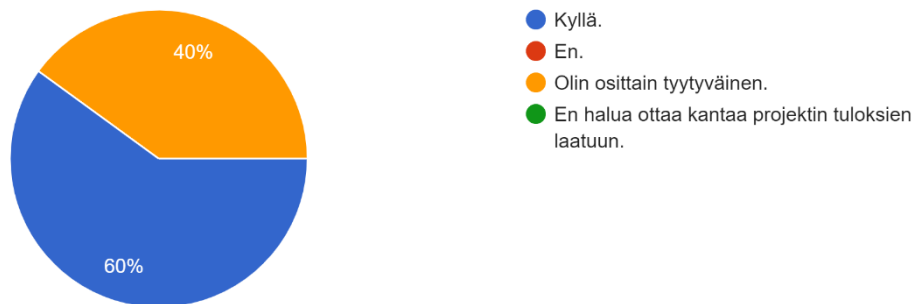 40%
60%
Kyllä.
En.
Olin osittain tyytyväinen.
En halua ottaa kantaa projektin tuloksien
laatuun.